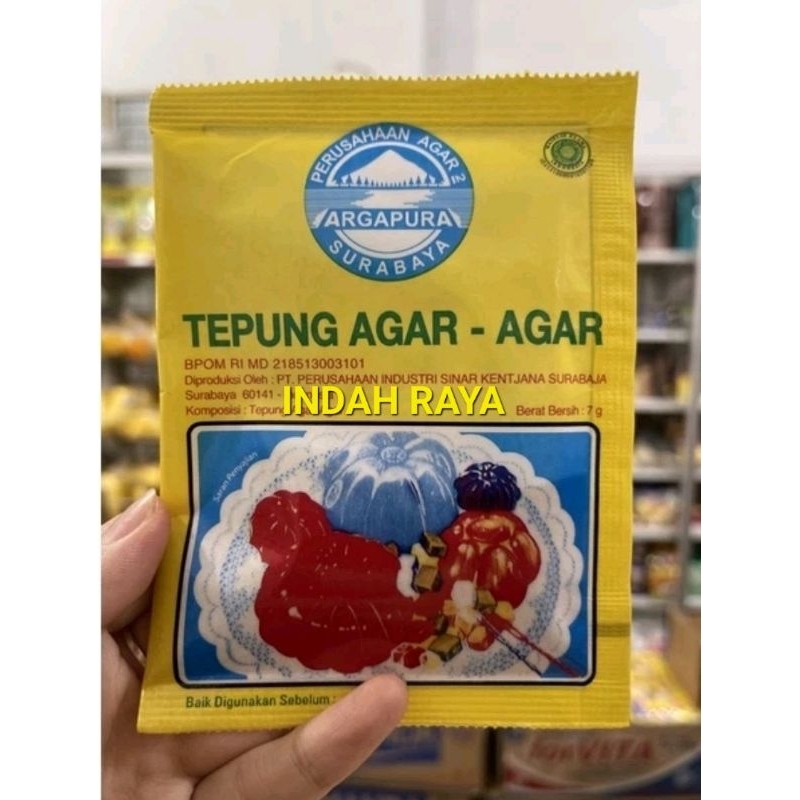 PERUSAHAAN AGAR
ARGAPURA
SURABAYA
TEPUNG AGAR - AGAR
BPOM RI MD 218513003101
Diproduksi Oleh : PT. PERUSAHAAN INDUSTRI SINAR KENTJANA SURABAJA
Surabaya 60141 -
INDAH RAYA
Komposisi : Tepung
Berat Bersih : 7 g
Saran Penyajian
Baik Digunakan Sebelum :